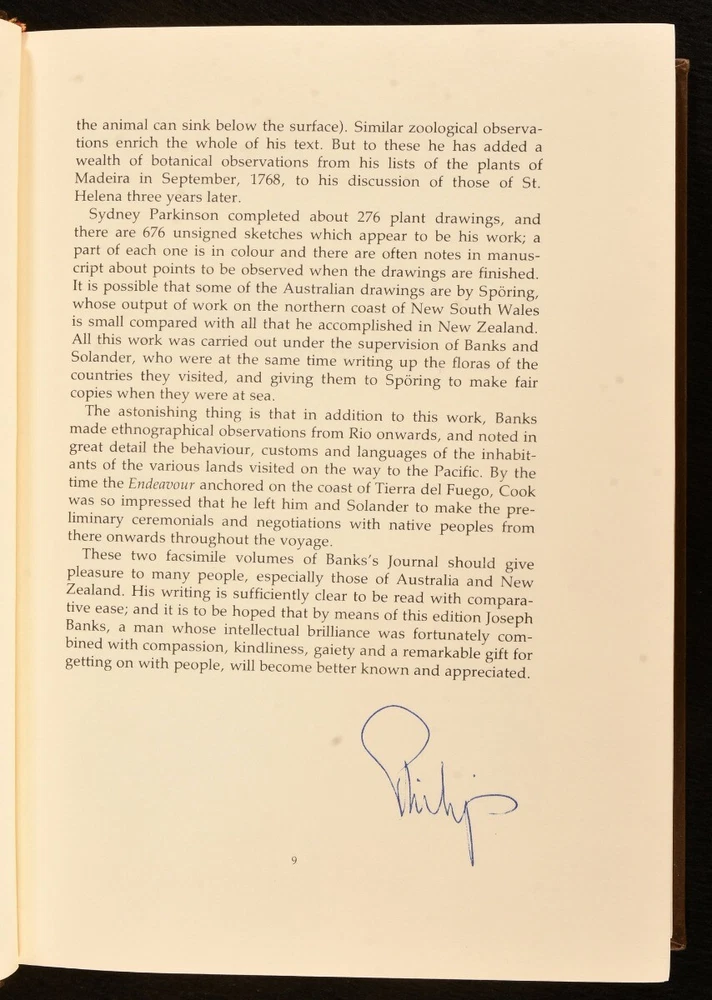 the animal can sink below the surface). Similar zoological observa-
tions enrich the whole of his text. But to these he has added a
wealth of botanical observations from his lists of the plants of
Madeira in September, 1768, to his discussion of those of St.
Helena three years later.
Sydney Parkinson completed about 276 plant drawings, and
there are 676 unsigned sketches which appear to be his work; a
part of each one is in colour and there are often notes in manus-
cript about points to be observed when the drawings are finished.
It is possible that some of the Australian drawings are by Spöring,
whose output of work on the northern coast of New South Wales
is small compared with all that he accomplished in New Zealand.
All this work was carried out under the supervision of Banks and
Solander, who were at the same time writing up the floras of the
countries they visited, and giving them to Spöring to make fair
copies when they were at sea.
The astonishing thing is that in addition to this work, Banks
made ethnographical observations from Rio onwards, and noted in
great detail the behaviour, customs and languages of the inhabit-
ants of the various lands visited on the way to the Pacific. By the
time the Endeavour anchored on the coast of Tierra del Fuego, Cook
was so impressed that he left him and Solander to make the pre-
liminary ceremonials and negotiations with native peoples from
there onwards throughout the voyage.
These two facsimile volumes of Banks's Journal should give
pleasure to many people, especially those of Australia and New
Zealand. His writing is sufficiently clear to be read with compara-
tive ease; and it is to be hoped that by means of this edition Joseph
Banks, a man whose intellectual brilliance was fortunately com-
bined with compassion, kindliness, gaiety and a remarkable gift for
getting on with people, will become better known and appreciated.
Philip
9